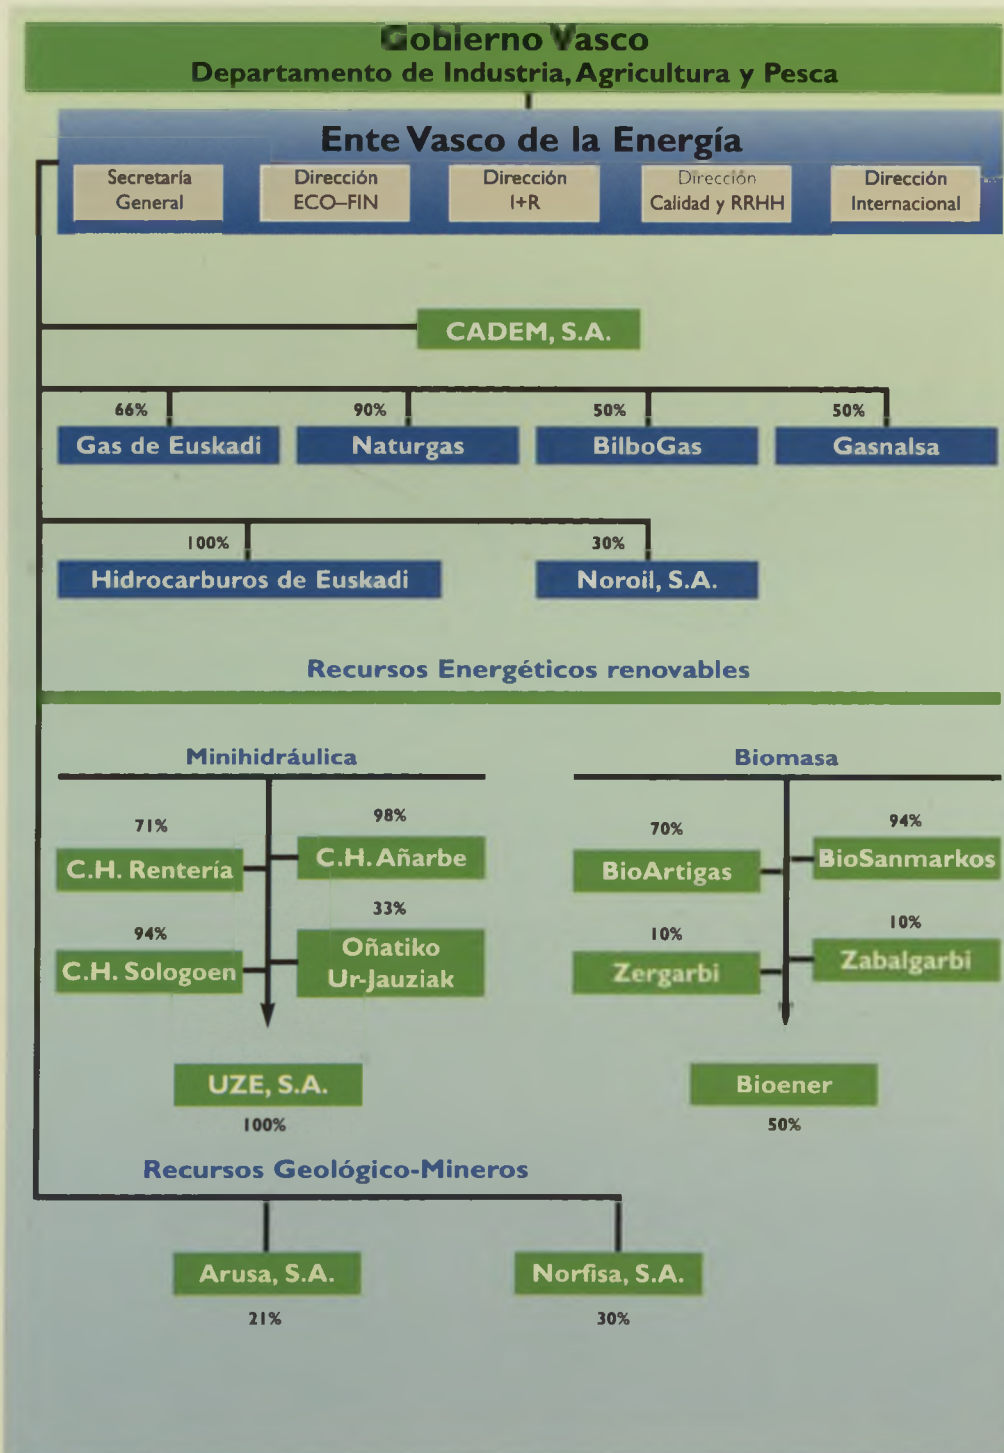 Gobierno Vasco
Departamento de Industria, Agricultura y Pesca
Ente Vasco de la Energía
Secretaría
General
Dirección
ECO–FIN
Dirección
I+R
Dirección
Calidad y RRHH
Dirección
Internacional
CADEM, S.A.
66%
90%
50%
50%
Gas de Euskadi
Naturgas
BilboGas
Gasnalsa
100%
30%
Hidrocarburos de Euskadi
Noroil, S.A.
Recursos Energéticos renovables
Minihidráulica
71%
98%
C.H. Rentería
C.H. Añarbe
94%
33%
C.H. Sologoen
Oñatiko
Ur-Jauziak
UZE, S.A.
100%
Biomasa
70%
94%
BioArtigas
BioSanmarkos
10%
10%
Zergarbi
Zabalgarbi
Bioener
50%
Recursos Geológico-Mineros
Arusa, S.A.
21%
Norfisa, S.A.
30%